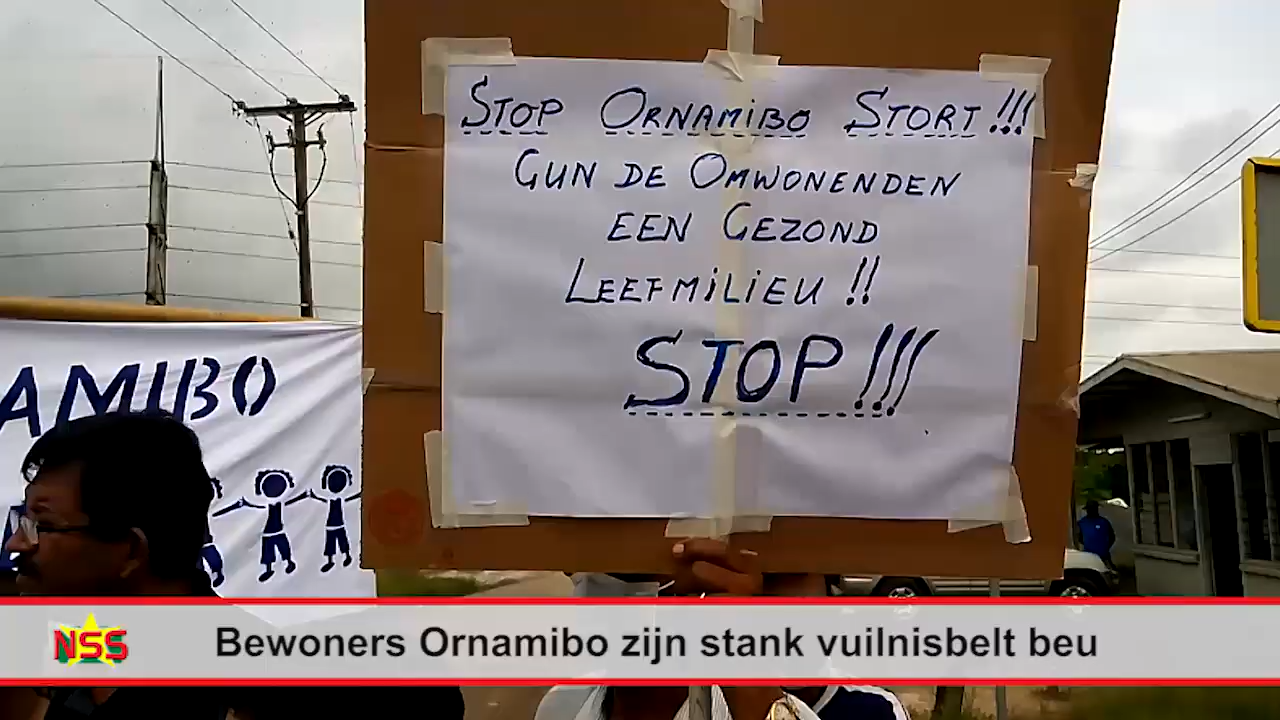 STOP ORNAMIBO STORT!!!
GUN DE OMWONENDEN
EEN GEZOND
LEEFMILIEU!!
STOP!!!
AMIBO
NSS
Bewoners Ornamibo zijn stank vuilnisbelt beu